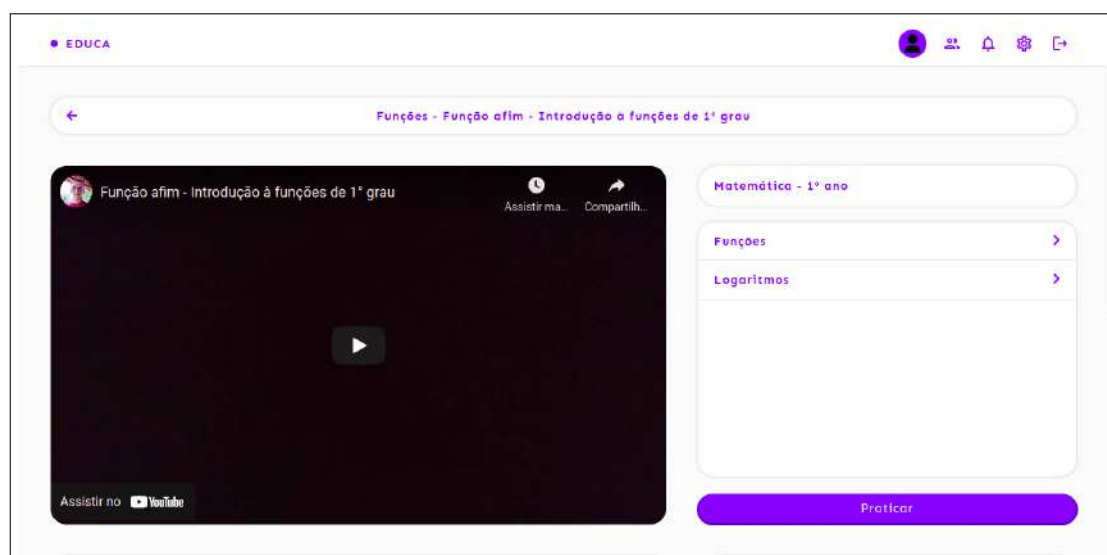 EDUCA
Funções - Função afim - Introdução à funções de 1° grau
Função afim - Introdução à funções de 1° grau
Assistir ma...
Compartilh...
Assistir no YouTube
Matemática - 1º ano
Funções
Logaritmos
Praticar